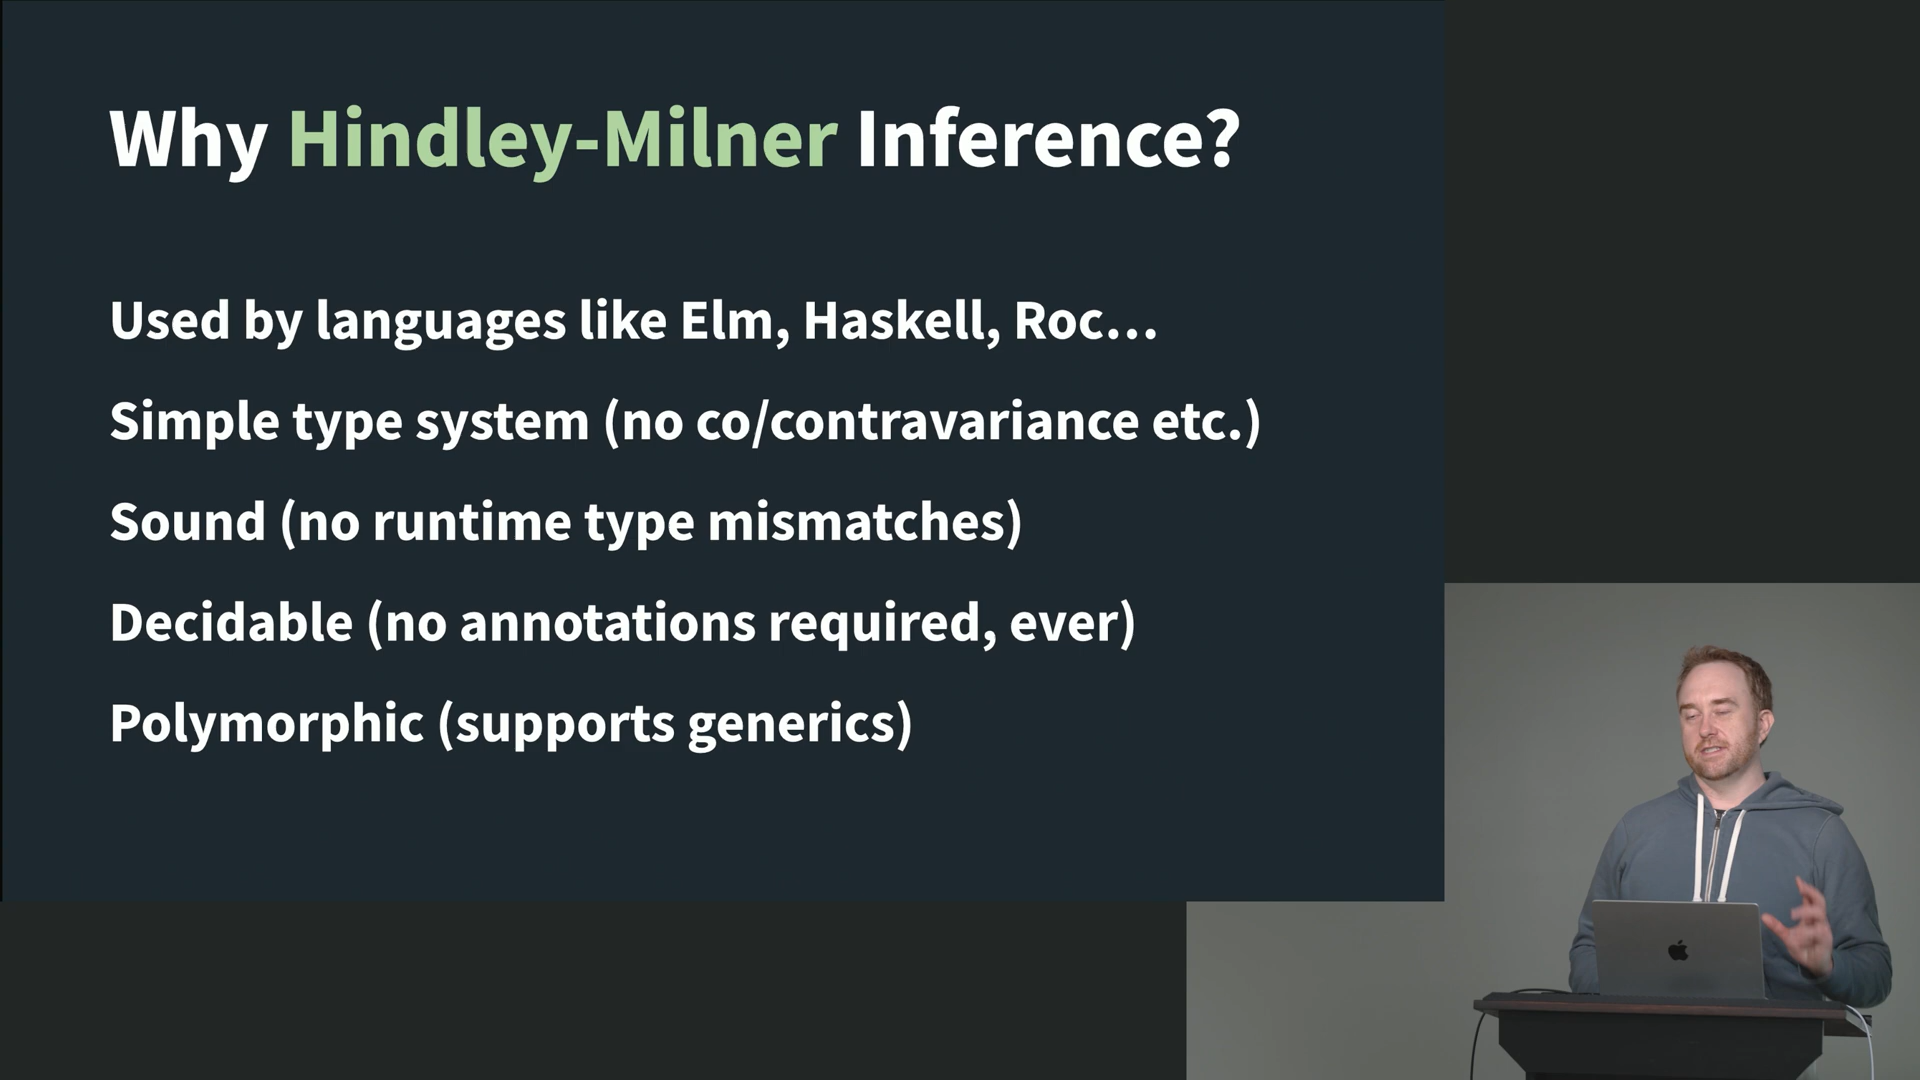 Why Hindley-Milner Inference?
Used by languages like Elm, Haskell, Roc…
Simple type system (no co/contravariance etc.)
Sound (no runtime type mismatches)
Decidable (no annotations required, ever)
Polymorphic (supports generics)